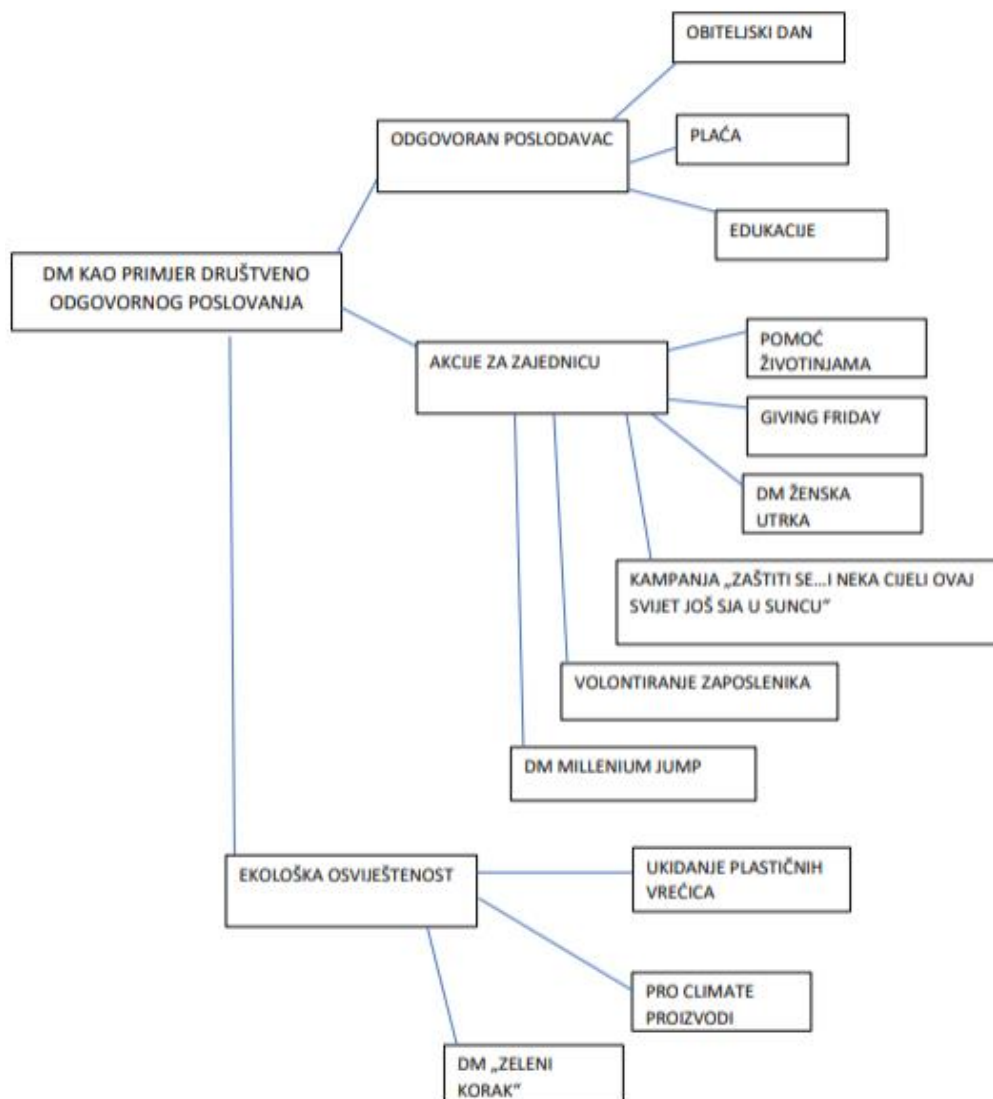 OBITELJSKI DAN
ODGOVORAN POSLODAVAC
PLAĆA
EDUKACIJE
DM KAO PRIMJER DRUŠTVENO
ODGOVORNOG POSLOVANJA
AKCIJE ZA ZAJEDNICU
POMOĆ
ŽIVOTINJAMA
GIVING FRIDAY
DM ŽENSKA
UTRKA
KAMPANJA „ZAŠTITI SE...I NEKA CIJELI OVAJ
SVIJET JOŠ SJA U SUNCU“
VOLONTIRANJE ZAPOSLENIKA
DM MILLENIUM JUMP
EKOLOŠKA OSVIJEŠTENOST
UKIDANJE PLASTIČNIH
VREĆICA
PRO CLIMATE
PROIZVODI
DM „ZELENI
KORAK“